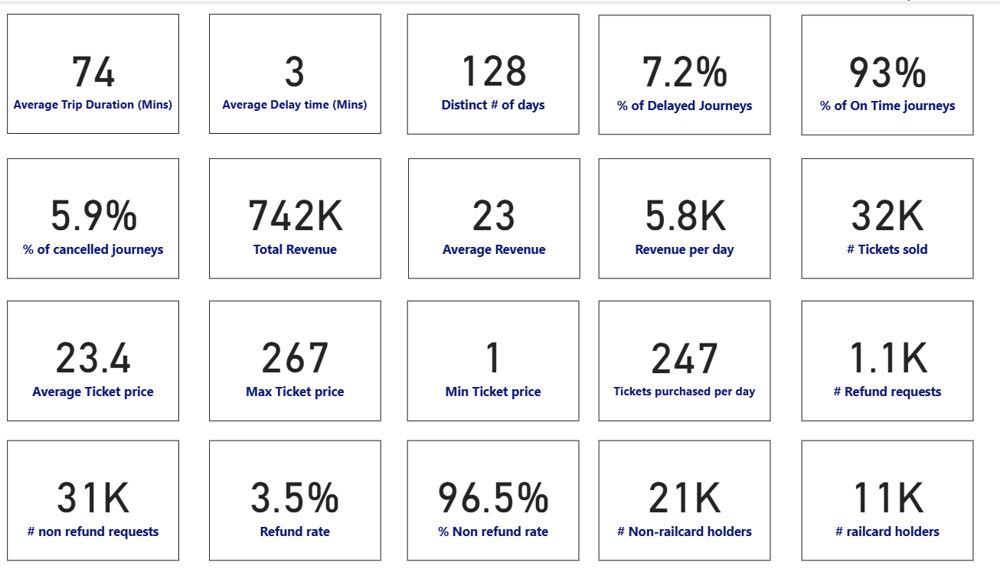 74
Average Trip Duration (Mins)
3
Average Delay time (Mins)
128
Distinct # of days
7.2%
% of Delayed Journeys
93%
% of On Time journeys
5.9%
% of cancelled journeys
742K
Total Revenue
23
Average Revenue
5.8K
Revenue per day
32K
# Tickets sold
23.4
Average Ticket price
267
Max Ticket price
1
Min Ticket price
247
Tickets purchased per day
1.1K
# Refund requests
31K
# non refund requests
3.5%
Refund rate
96.5%
% Non refund rate
21K
# Non-railcard holders
11K
# railcard holders